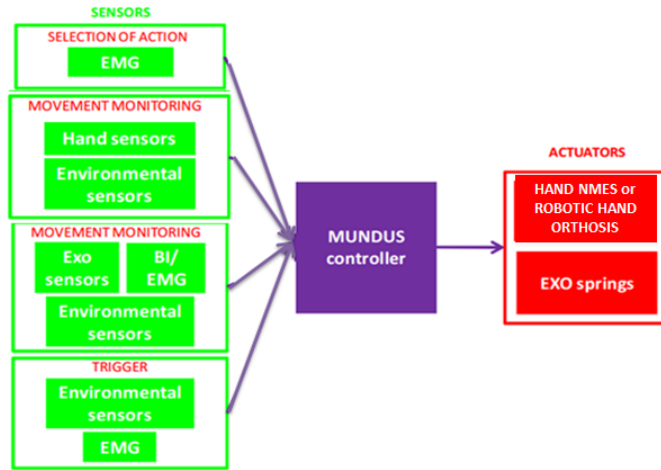 SENSORS
SELECTION OF ACTION
EMG
MOVEMENT MONITORING
Hand sensors
Environmental
sensors
MOVEMENT MONITORING
Exo
sensors
BI/
EMG
Environmental
sensors
TRIGGER
Environmental
sensors
EMG
MUNDUS
controller
ACTUATORS
HAND NMES or
ROBOTIC HAND
ORTHOSIS
EXO springs